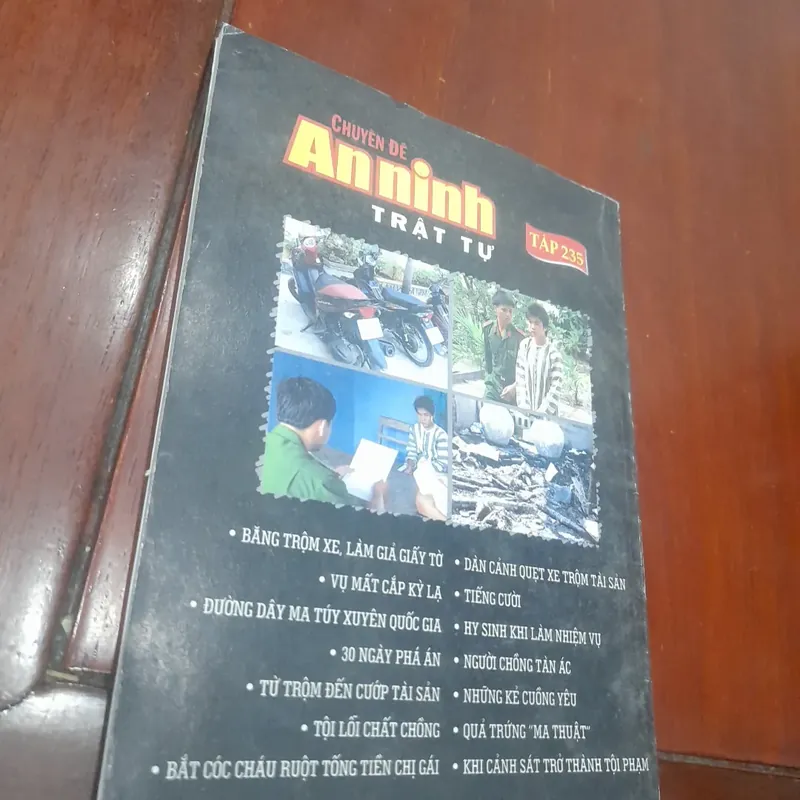 CHUYÊN ĐỀ
An ninh
TRẬT TỰ
TẬP 235
• BĂNG TRỘM XE, LÀM GIẢ GIẤY TỜ
• VỤ MẤT CẮP KỲ LẠ
• ĐƯỜNG DÂY MA TÚY XUYÊN QUỐC GIA
• 30 NGÀY PHÁ ÁN
• TỪ TRỘM ĐẾN CƯỚP TÀI SẢN
• TỘI LỖI CHẤT CHỒNG
• BẮT CÓC CHÁU RUỘT TỐNG TIỀN CHỊ GÁI
• DÀN CẢNH QUẸT XE TRỘM TÀI SẢN
• TIẾNG CƯỜI
• HY SINH KHI LÀM NHIỆM VỤ
• NGƯỜI CHỒNG TÀN ÁC
• NHỮNG KẺ CUỒNG YÊU
• QUẢ TRỨNG "MA THUẬT"
• KHI CẢNH SÁT TRỞ THÀNH TỘI PHẠM